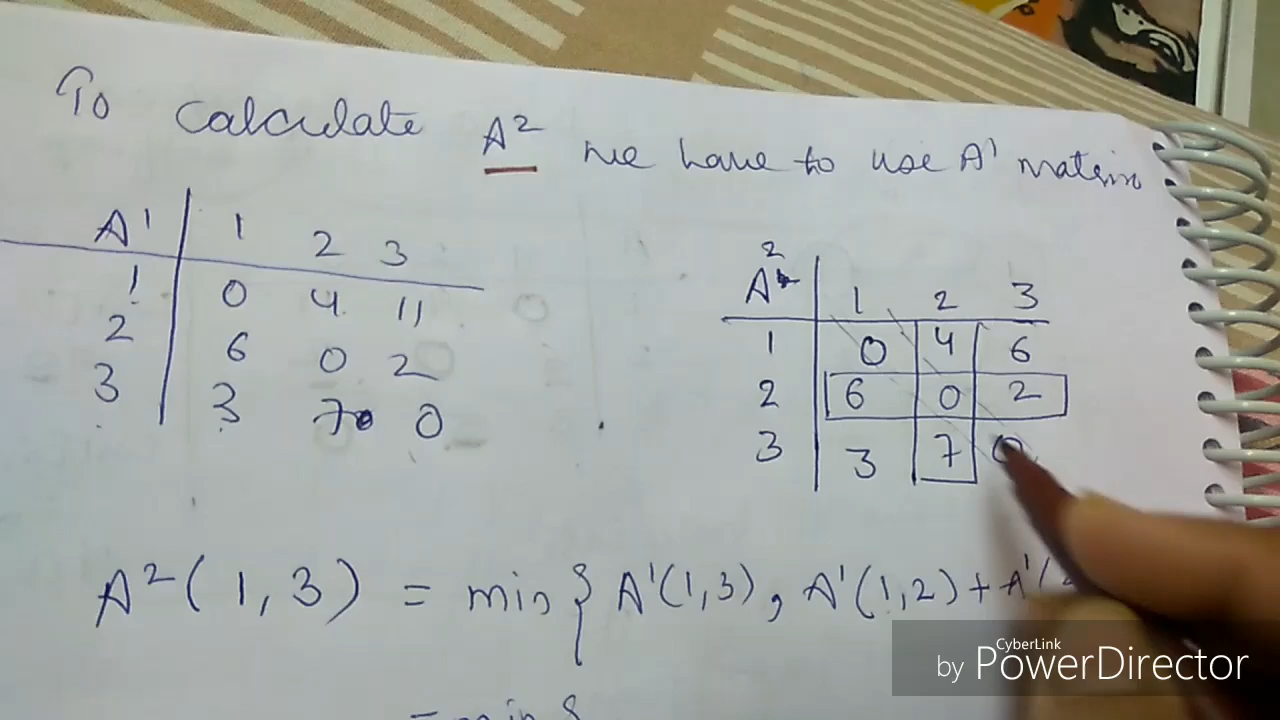 To calculate A² we have to use A¹ matrix
A¹ 1 2 3
1 0 4 11
2 6 0 2
3 3 7 0
A² 1 2 3
1 0 4 6
2 6 0 2
3 3 7 0
A²(1,3) = min { A¹(1,3), A¹(1,2) + A¹(
= min {
CyberLink
by PowerDirector